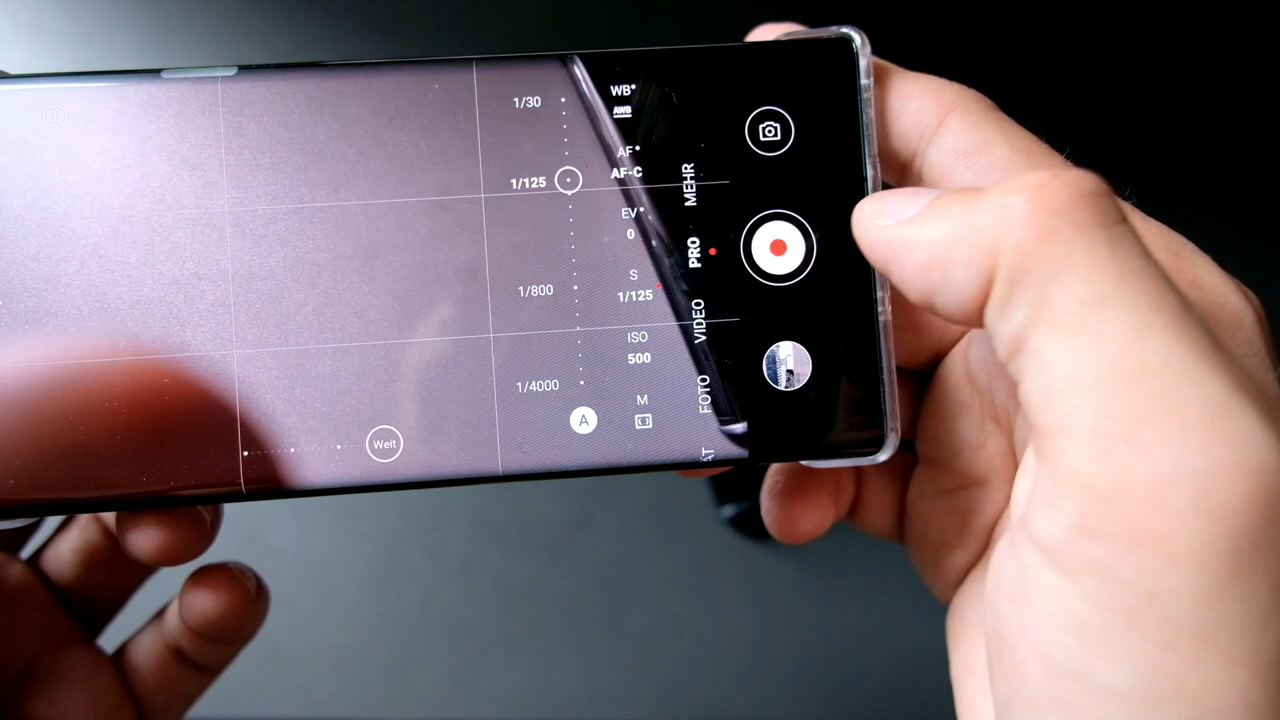 1/30
1/125
1/800
1/4000
A
Weit
WB
AWB
AF
AF-C
EV
0
S
1/125
ISO
500
M
MEHR
PRO
VIDEO
FOTO
ÄT